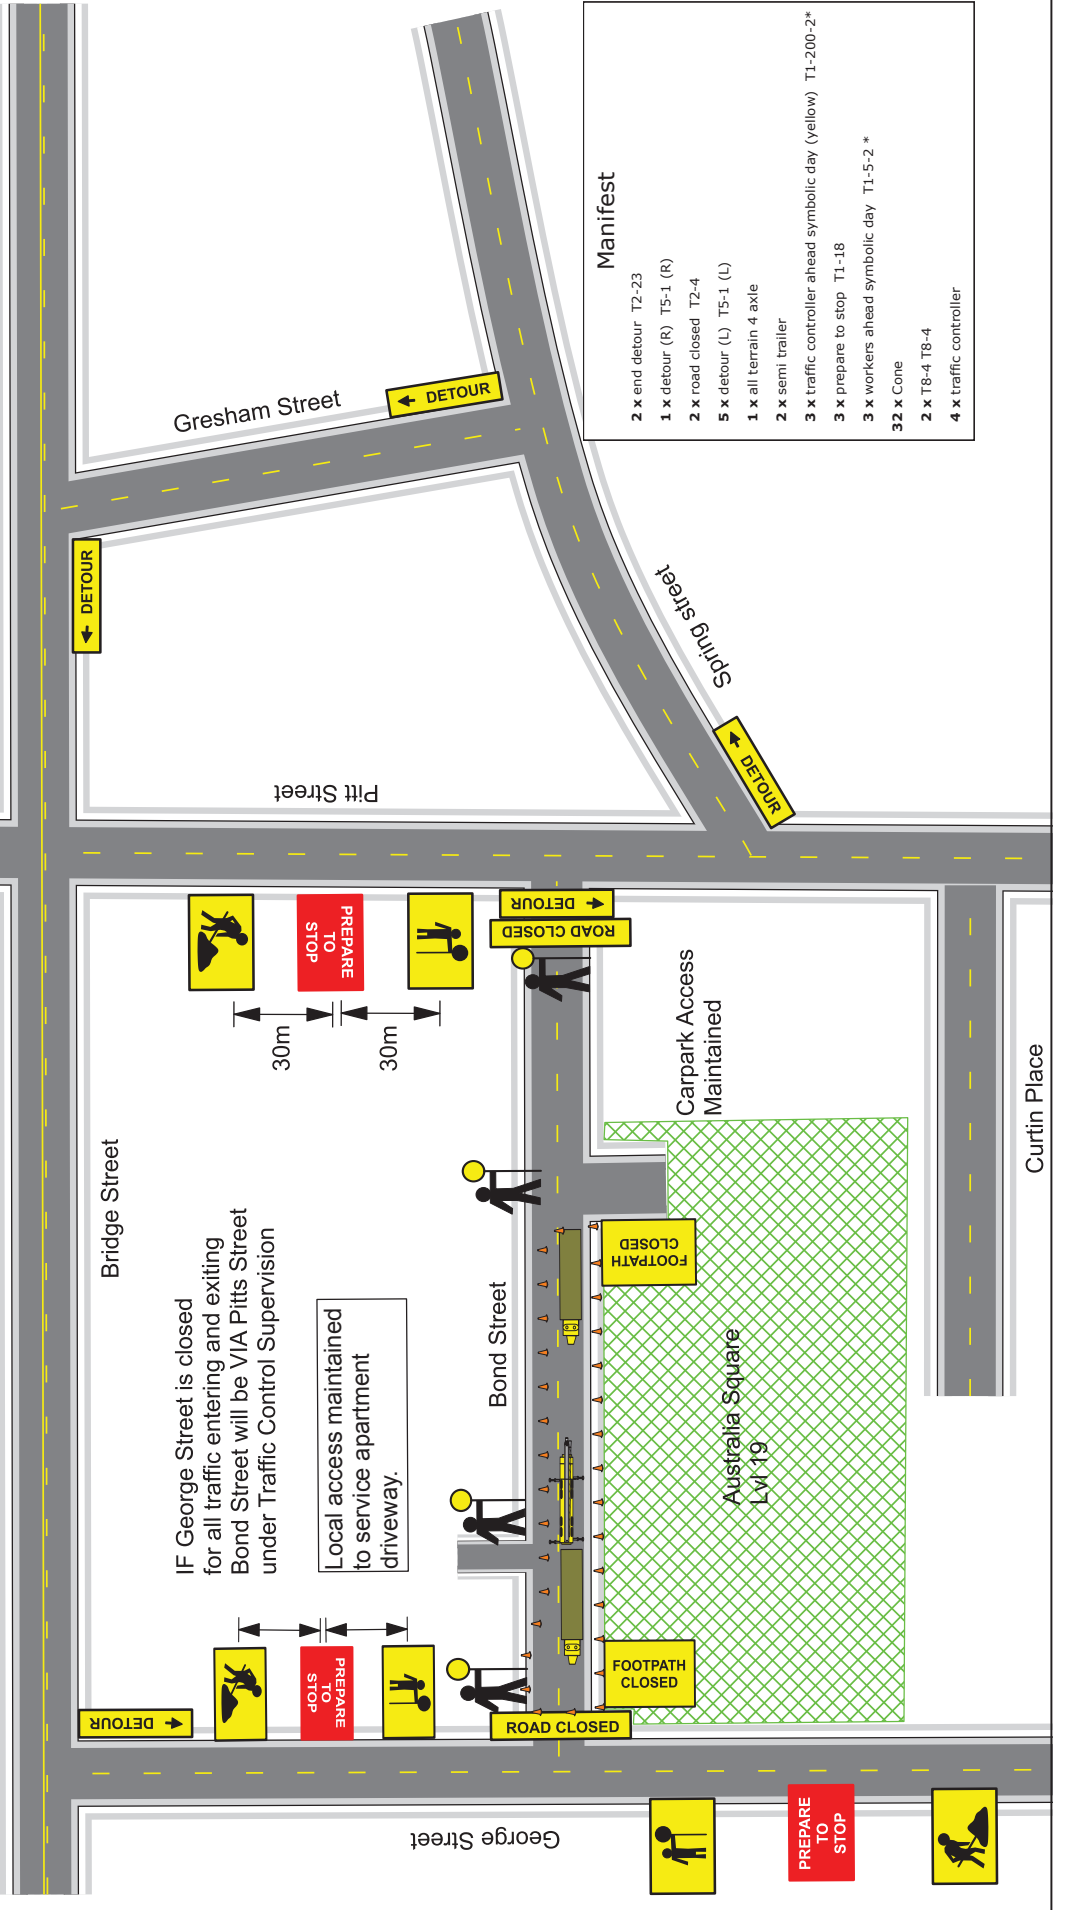 Manifest
2 x end detour T2-23
1 x detour (R) T5-1 (R)
2 x road closed T2-4
5 x detour (L) T5-1 (L)
1 x all terrain 4 axle
2 x semi trailer
3 x traffic controller ahead symbolic day (yellow) T1-200-2*
3 x prepare to stop T1-18
3 x workers ahead symbolic day T1-5-2 *
32 x Cone
2 x T8-4 T8-4
4 x traffic controller
Gresham Street
DETOUR
DETOUR
Spring street
DETOUR
Pitt Street
PREPARE
TO
STOP
DETOUR
ROAD CLOSED
30m
30m
Carpark Access
Maintained
Curtin Place
Bridge Street
IF George Street is closed
for all traffic entering and exiting
Bond Street will be VIA Pitts Street
under Traffic Control Supervision
Local access maintained
to service apartment
driveway.
Bond Street
FOOTPATH
CLOSED
Australia Square
Lvl 19
FOOTPATH
CLOSED
DETOUR
PREPARE
TO
STOP
ROAD CLOSED
George Street
PREPARE
TO
STOP